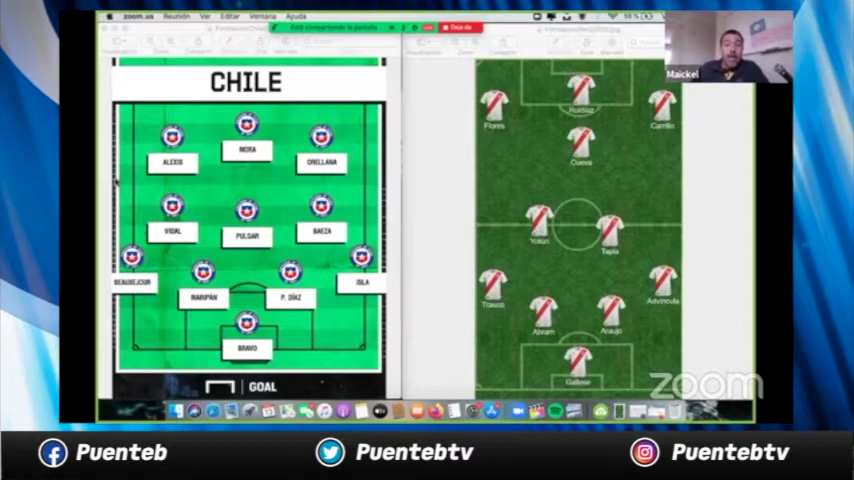 zoom.us Reunión Ver Editar Ventana Ayuda
Está compartiendo la pantalla
Maickel
CHILE
MORA
ALEXIS
ORELLANA
VIDAL
PULGAR
BAEZA
BEAUSEJOUR
ISLA
MARIPÁN
P. DÍAZ
BRAVO
GOAL
Ruidíaz
Flores
Carrillo
Cueva
Yotún
Tapia
Trauco
Advíncula
Abram
Araujo
Gallese
zoom
Puenteb
Puentebtv
Puentebtv